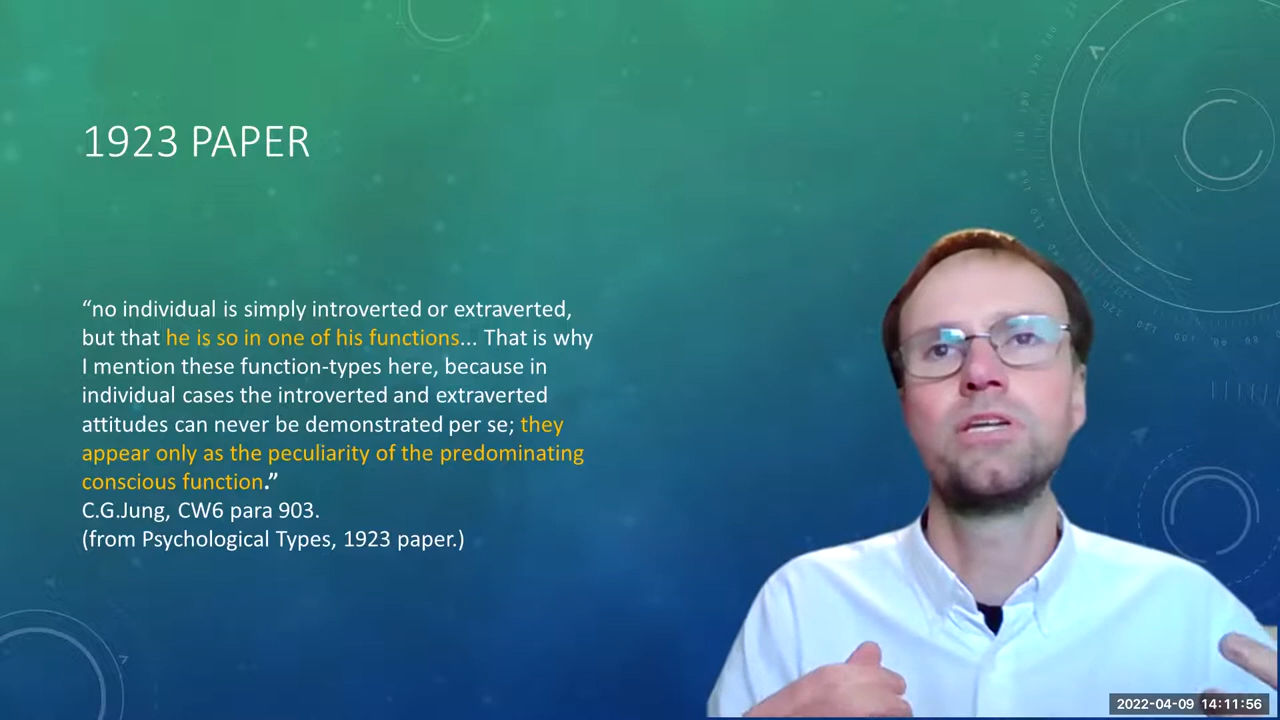 1923 PAPER
“no individual is simply introverted or extraverted,
but that he is so in one of his functions... That is why
I mention these function-types here, because in
individual cases the introverted and extraverted
attitudes can never be demonstrated per se; they
appear only as the peculiarity of the predominating
conscious function.”
C.G.Jung, CW6 para 903.
(from Psychological Types, 1923 paper.)
2022-04-09 14:11:56